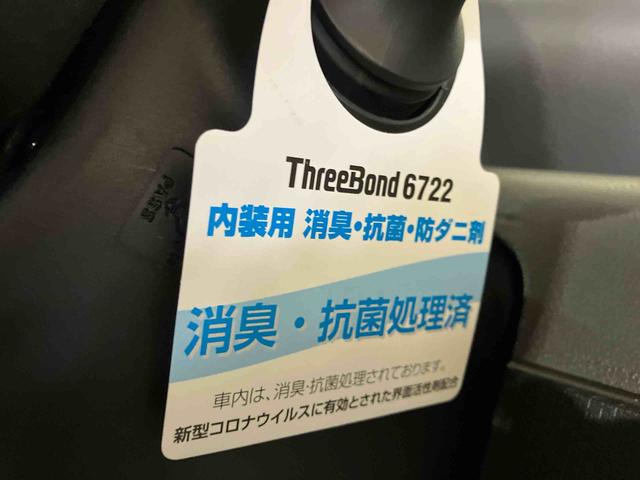 ThreeBond 6722
内装用 消臭・抗菌・防ダニ剤
消臭・抗菌処理済
車内は、消臭・抗菌処理されております。
新型コロナウイルスに有効とされた界面活性剤配合
PASS